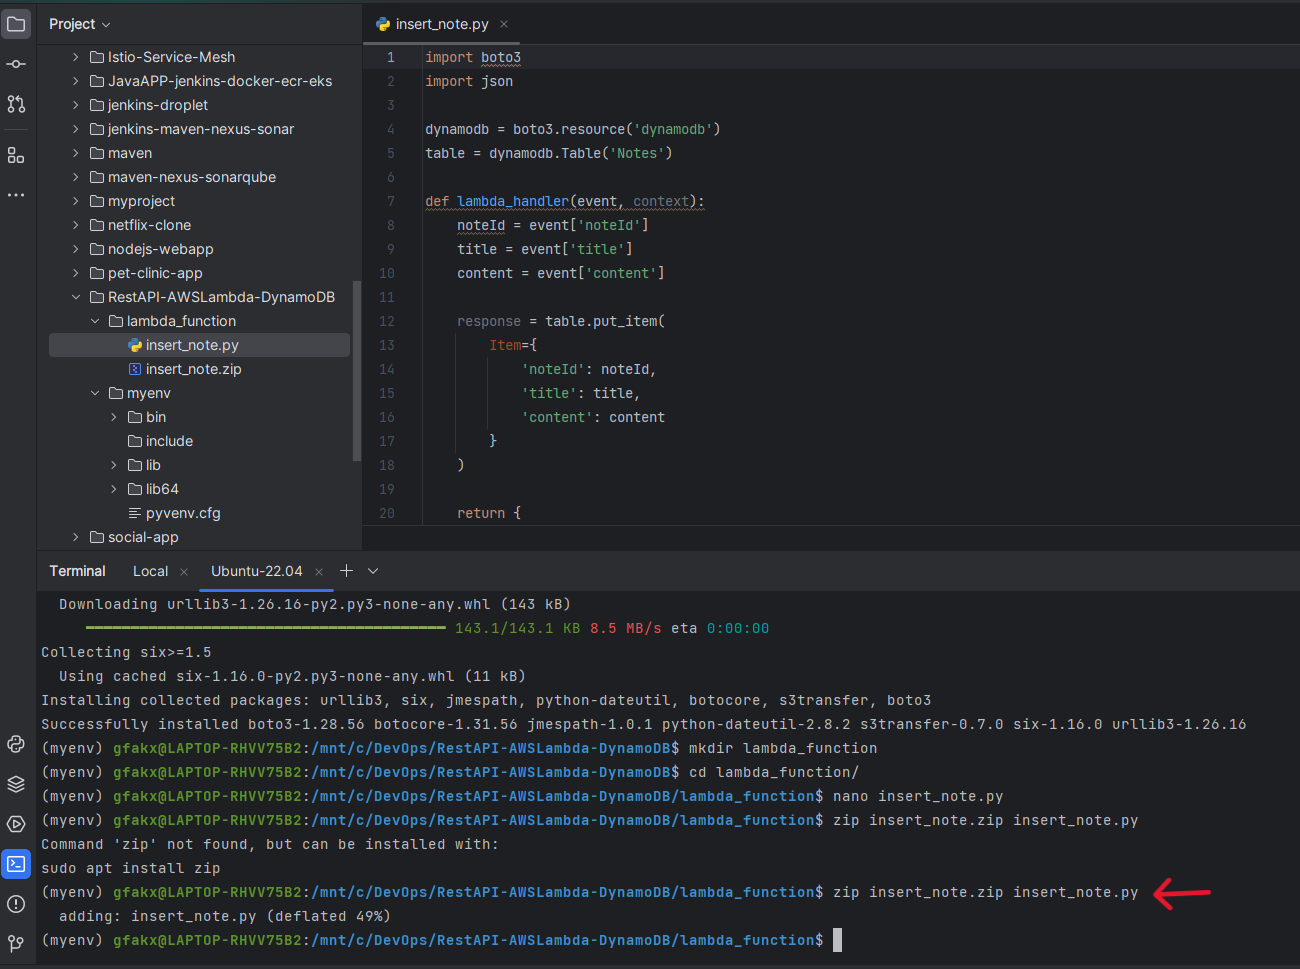 Project
Istio-Service-Mesh
JavaAPP-jenkins-docker-ecr-eks
jenkins-droplet
jenkins-maven-nexus-sonar
maven
maven-nexus-sonarqube
myproject
netflix-clone
nodejs-webapp
pet-clinic-app
RestAPI-AWSLambda-DynamoDB
lambda_function
insert_note.py
insert_note.zip
myenv
bin
include
lib
lib64
pyvenv.cfg
social-app
insert_note.py
1 import boto3
2 import json
3
4 dynamodb = boto3.resource('dynamodb')
5 table = dynamodb.Table('Notes')
6
7 def lambda_handler(event, context):
8 noteId = event['noteId']
9 title = event['title']
10 content = event['content']
11
12 response = table.put_item(
13 Item={
14 'noteId': noteId,
15 'title': title,
16 'content': content
17 }
18 )
19
20 return {
Terminal Local Ubuntu-22.04
Downloading urllib3-1.26.16-py2.py3-none-any.whl (143 kB)
143.1/143.1 KB 8.5 MB/s eta 0:00:00
Collecting six>=1.5
Using cached six-1.16.0-py2.py3-none-any.whl (11 kB)
Installing collected packages: urllib3, six, jmespath, python-dateutil, botocore, s3transfer, boto3
Successfully installed boto3-1.28.56 botocore-1.31.56 jmespath-1.0.1 python-dateutil-2.8.2 s3transfer-0.7.0 six-1.16.0 urllib3-1.26.16
(myenv) gfakx@LAPTOP-RHVV75B2:/mnt/c/DevOps/RestAPI-AWSLambda-DynamoDB$ mkdir lambda_function
(myenv) gfakx@LAPTOP-RHVV75B2:/mnt/c/DevOps/RestAPI-AWSLambda-DynamoDB$ cd lambda_function/
(myenv) gfakx@LAPTOP-RHVV75B2:/mnt/c/DevOps/RestAPI-AWSLambda-DynamoDB/lambda_function$ nano insert_note.py
(myenv) gfakx@LAPTOP-RHVV75B2:/mnt/c/DevOps/RestAPI-AWSLambda-DynamoDB/lambda_function$ zip insert_note.zip insert_note.py
Command 'zip' not found, but can be installed with:
sudo apt install zip
(myenv) gfakx@LAPTOP-RHVV75B2:/mnt/c/DevOps/RestAPI-AWSLambda-DynamoDB/lambda_function$ zip insert_note.zip insert_note.py
adding: insert_note.py (deflated 49%)
(myenv) gfakx@LAPTOP-RHVV75B2:/mnt/c/DevOps/RestAPI-AWSLambda-DynamoDB/lambda_function$